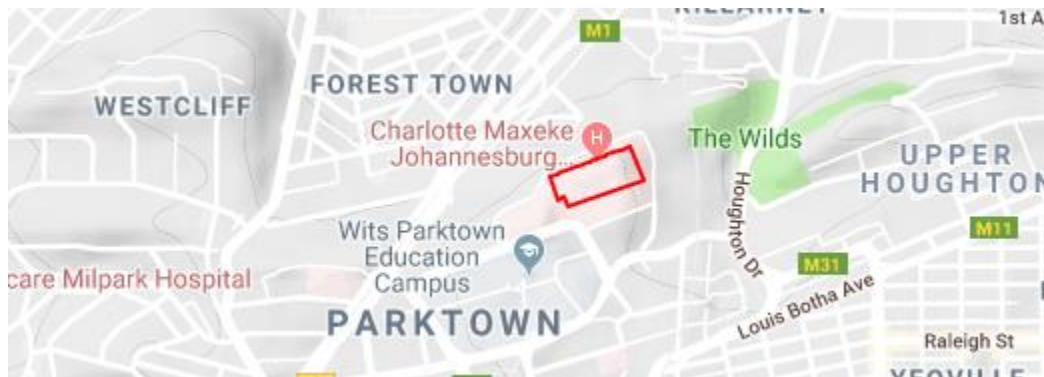 KILLARNEY
1st A
M1
WESTCLIFF
FOREST TOWN
Charlotte Maxeke
Johannesburg...
H
The Wilds
UPPER
HOUGHTON
Houghton Dr
Wits Parktown
Education
Campus
M11
M31
care Milpark Hospital
Louis Botha Ave
PARKTOWN
Raleigh St
YEOVILLE